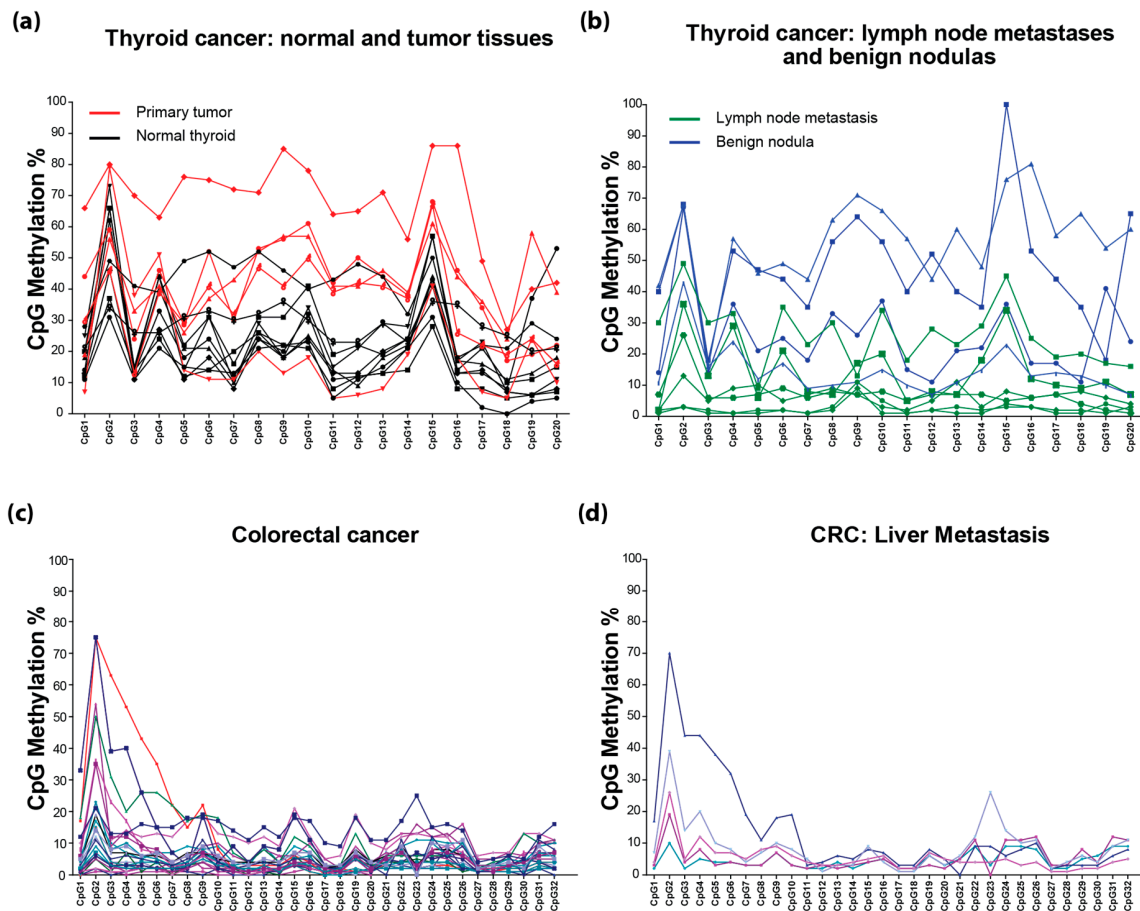 (a)
Thyroid cancer: normal and tumor tissues
CpG Methylation %
100
90
80
70
60
50
40
30
20
10
0
Primary tumor
Normal thyroid
CpG1
CpG2
CpG3
CpG4
CpG5
CpG6
CpG7
CpG8
CpG9
CpG10
CpG11
CpG12
CpG13
CpG14
CpG15
CpG16
CpG17
CpG18
CpG19
CpG20
(b)
Thyroid cancer: lymph node metastases
and benign nodulas
CpG Methylation %
100
90
80
70
60
50
40
30
20
10
0
Lymph node metastasis
Benign nodula
CpG1
CpG2
CpG3
CpG4
CpG5
CpG6
CpG7
CpG8
CpG9
CpG10
CpG11
CpG12
CpG13
CpG14
CpG15
CpG16
CpG17
CpG18
CpG19
CpG20
(c)
Colorectal cancer
CpG Methylation %
100
90
80
70
60
50
40
30
20
10
0
CpG1
CpG2
CpG3
CpG4
CpG5
CpG6
CpG7
CpG8
CpG9
CpG10
CpG11
CpG12
CpG13
CpG14
CpG15
CpG16
CpG17
CpG18
CpG19
CpG20
CpG21
CpG22
CpG23
CpG24
CpG25
CpG26
CpG27
CpG28
CpG29
CpG30
CpG31
CpG32
(d)
CRC: Liver Metastasis
CpG Methylation %
100
90
80
70
60
50
40
30
20
10
0
CpG1
CpG2
CpG3
CpG4
CpG5
CpG6
CpG7
CpG8
CpG9
CpG10
CpG11
CpG12
CpG13
CpG14
CpG15
CpG16
CpG17
CpG18
CpG19
CpG20
CpG21
CpG22
CpG23
CpG24
CpG25
CpG26
CpG27
CpG28
CpG29
CpG30
CpG31
CpG32